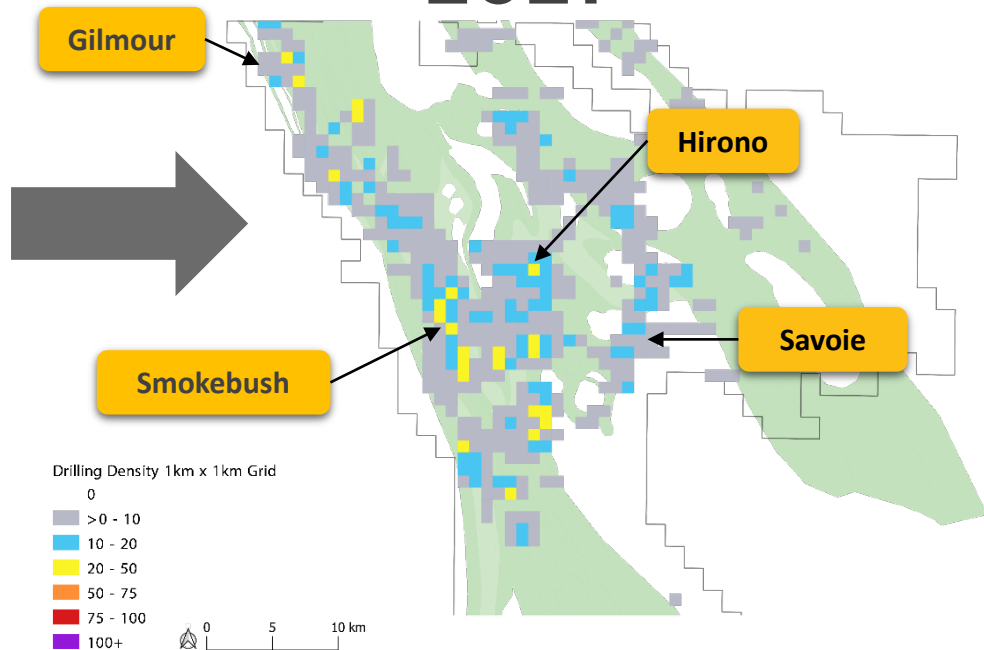 Gilmour
Hirono
Savoie
Smokebush
Drilling Density 1km x 1km Grid
0
>0 - 10
10 - 20
20 - 50
50 - 75
75 - 100
100+
0 5 10 km